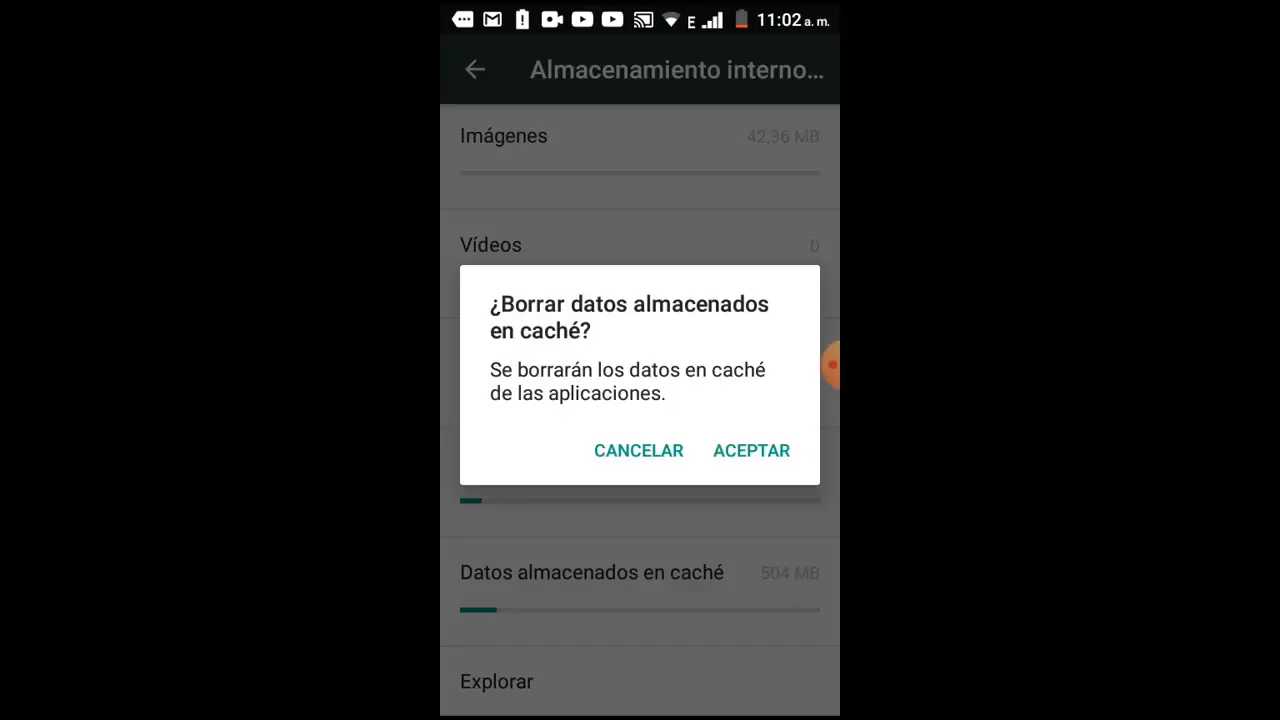 E 11:02 a. m.
Almacenamiento interno...
Imágenes 42,36 MB
Vídeos 0
¿Borrar datos almacenados
en caché?
Se borrarán los datos en caché
de las aplicaciones.
CANCELAR ACEPTAR
Datos almacenados en caché 504 MB
Explorar